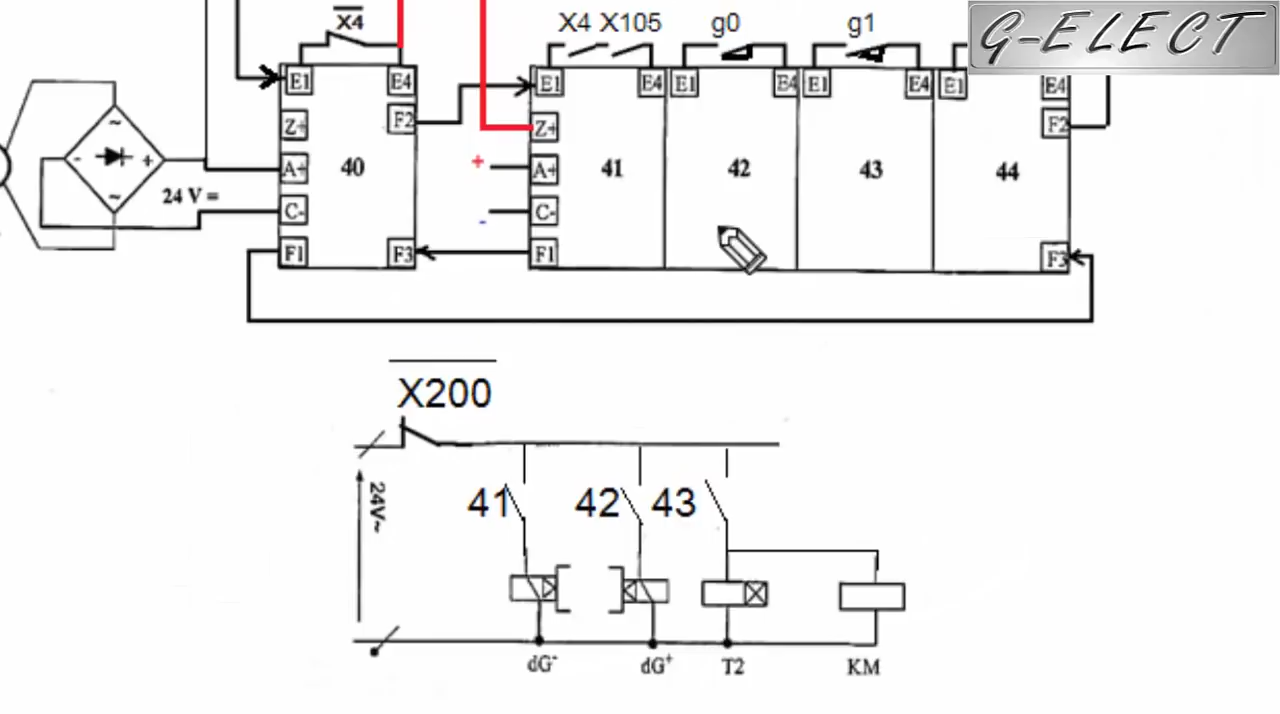 X4
X4 X105 g0 g1
G-ELECT
E1 E4 E1 E4 E1 E4 E1 E4 E1 E4
F2 F2
Z+ Z+
~
- + A+ 40 + A+ 41 42 43 44
24 V = C- - C-
~
F1 F3 F1 F3
X200
24V~ 41 42 43
dG- dG+ T2 KM